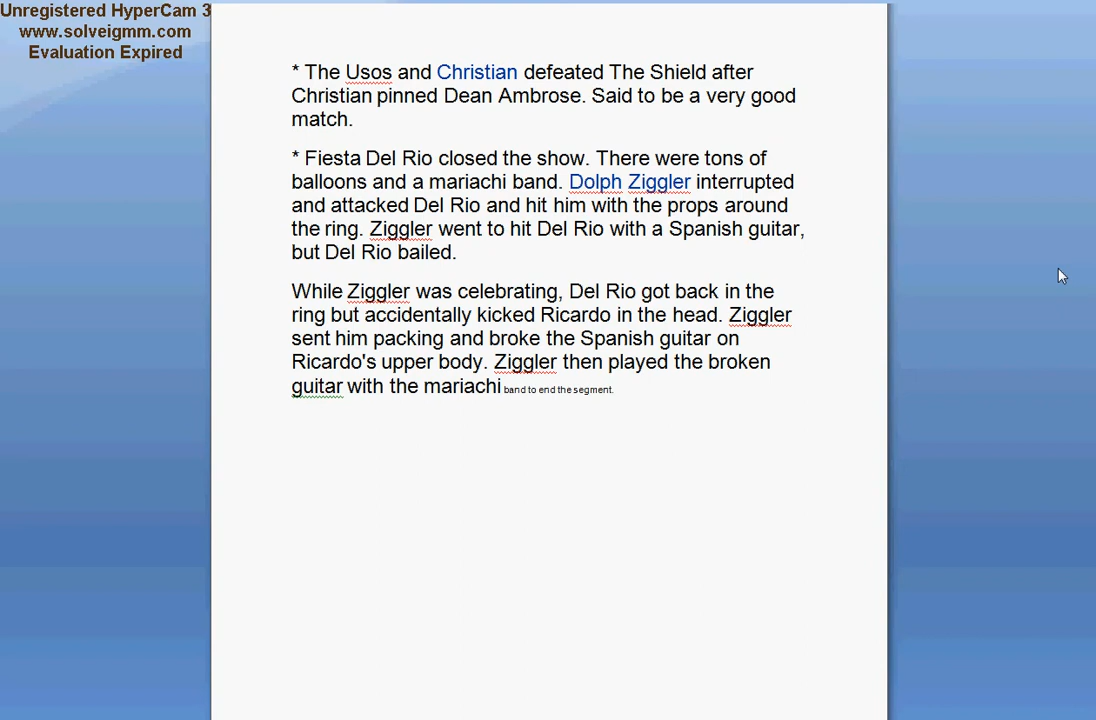 Unregistered HyperCam 3
www.solveigmm.com
Evaluation Expired
* The Usos and Christian defeated The Shield after
Christian pinned Dean Ambrose. Said to be a very good
match.
* Fiesta Del Rio closed the show. There were tons of
balloons and a mariachi band. Dolph Ziggler interrupted
and attacked Del Rio and hit him with the props around
the ring. Ziggler went to hit Del Rio with a Spanish guitar,
but Del Rio bailed.
While Ziggler was celebrating, Del Rio got back in the
ring but accidentally kicked Ricardo in the head. Ziggler
sent him packing and broke the Spanish guitar on
Ricardo's upper body. Ziggler then played the broken
guitar with the mariachi band to end the segment.